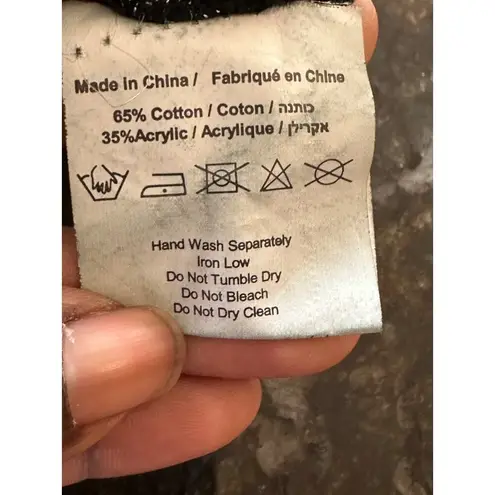 Made in China / Fabriqué en Chine
65% Cotton / Coton / כותנה
35%Acrylic / Acrylique / אקרילן
Hand Wash Separately
Iron Low
Do Not Tumble Dry
Do Not Bleach
Do Not Dry Clean